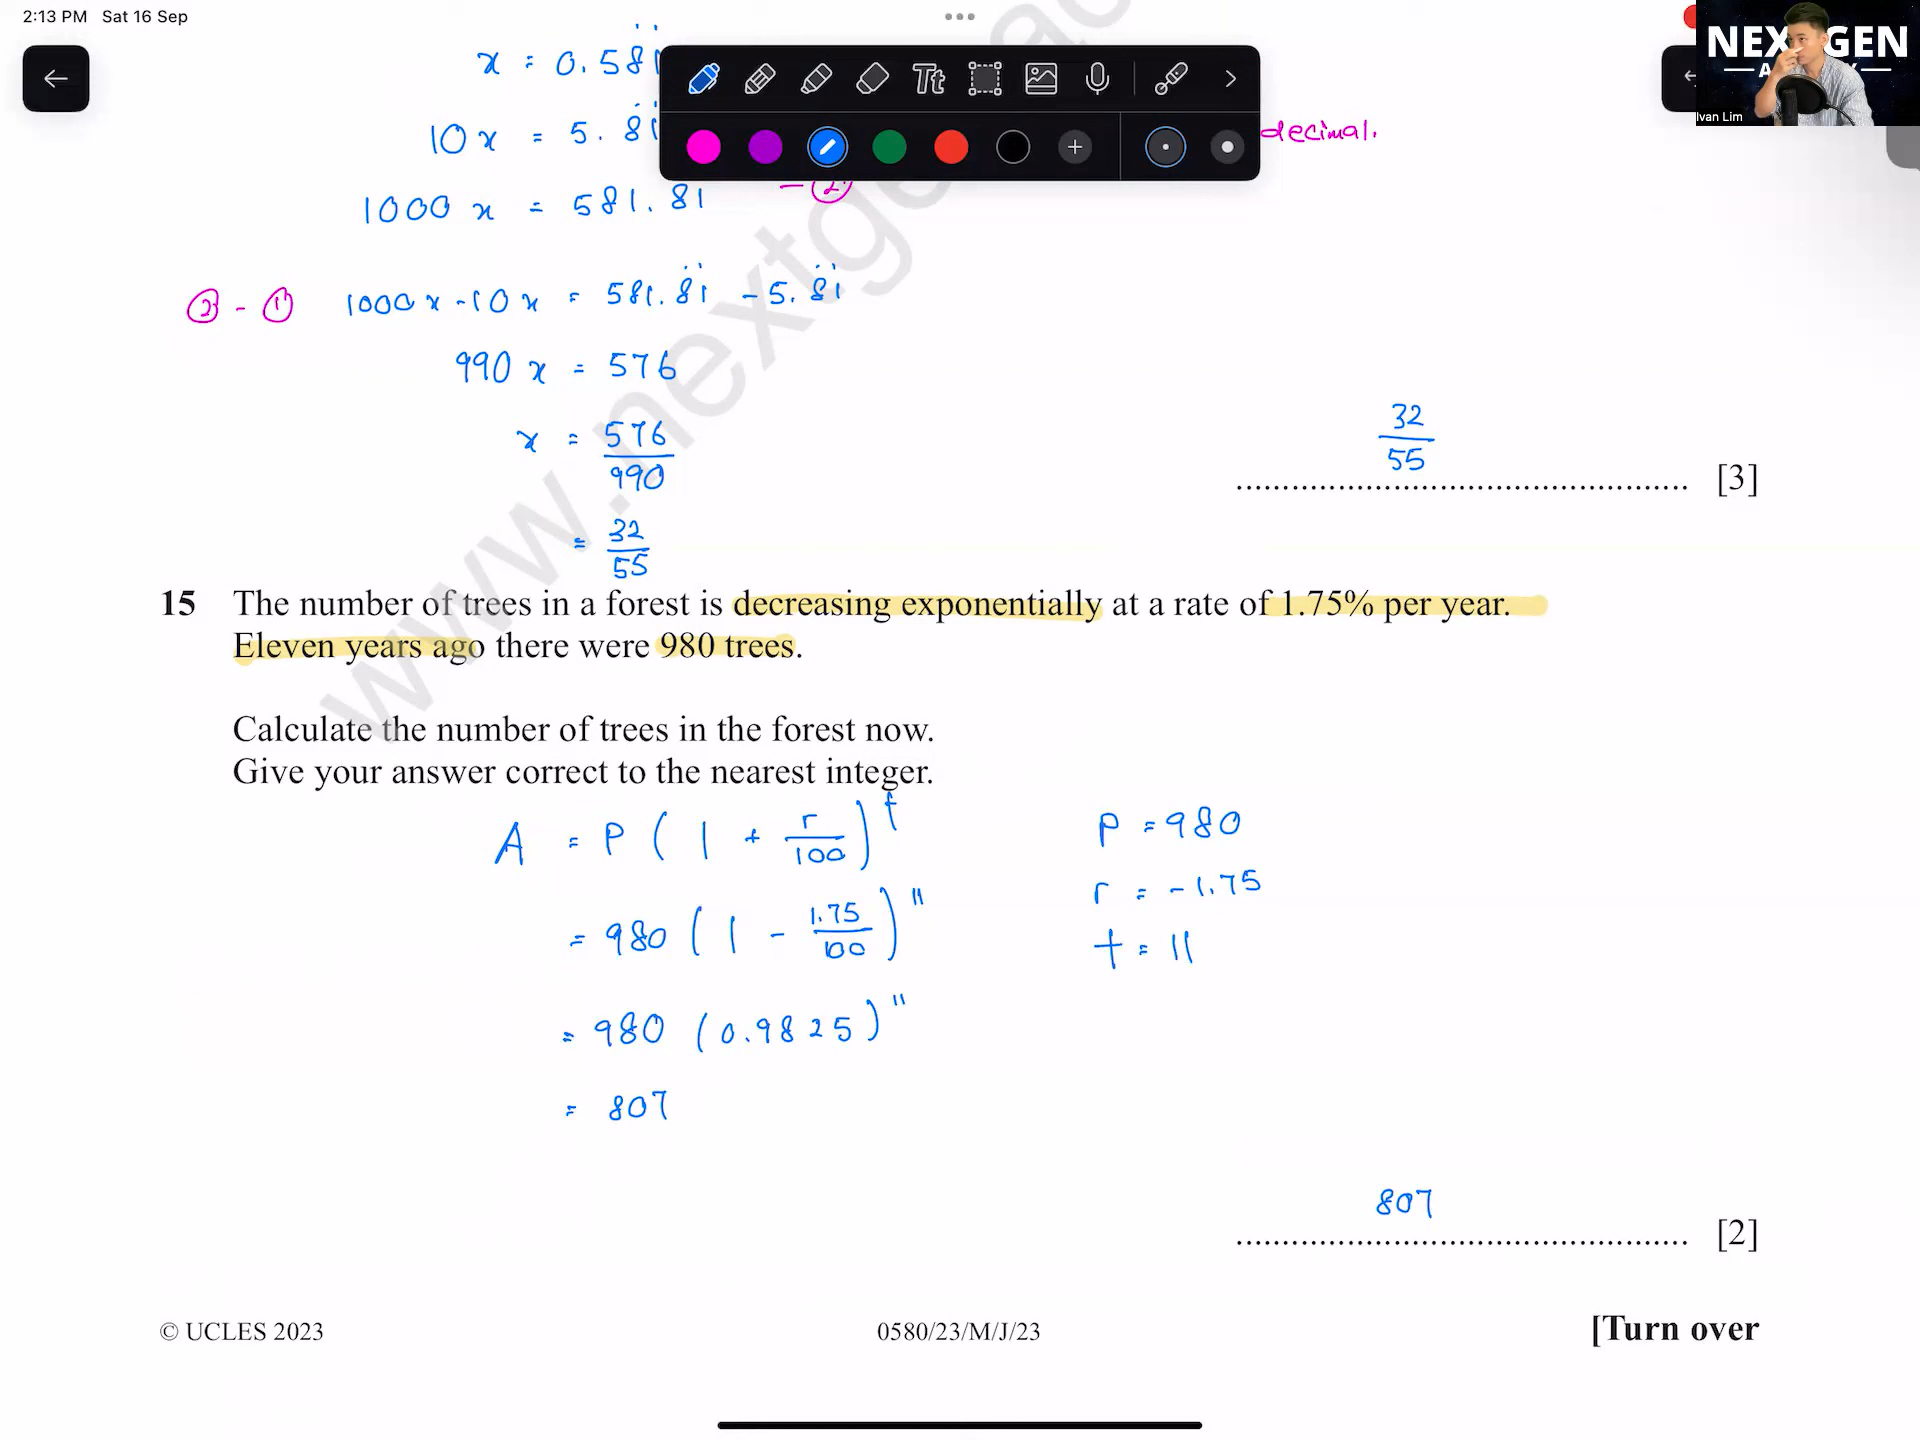 2:13 PM Sat 16 Sep
NEXTGEN
Ivan Lim
x = 0.581
Tt
10x = 5.81
decimal.
1000x = 581.81 - ②
② - ① 1000x - 10x = 581.81 - 5.81
990x = 576
x = 576/990
32/55
[3]
= 32/55
15 The number of trees in a forest is decreasing exponentially at a rate of 1.75% per year.
Eleven years ago there were 980 trees.
Calculate the number of trees in the forest now.
Give your answer correct to the nearest integer.
A = P(1 + r/100)^t P = 980
= 980(1 - 1.75/100)^11 r = -1.75
t = 11
= 980(0.9825)^11
= 807
807
[2]
© UCLES 2023 0580/23/M/J/23 [Turn over